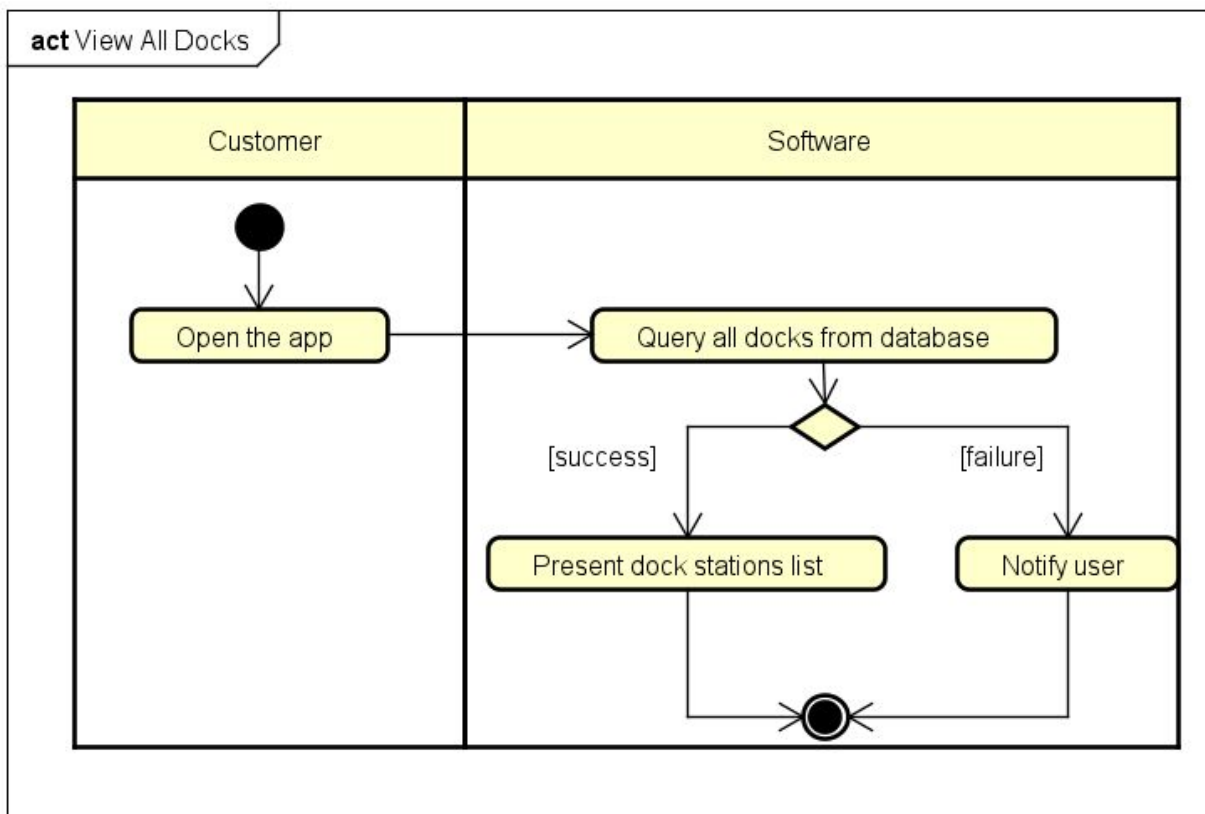 act View All Docks
Customer
Software
Open the app
Query all docks from database
[success]
[failure]
Present dock stations list
Notify user